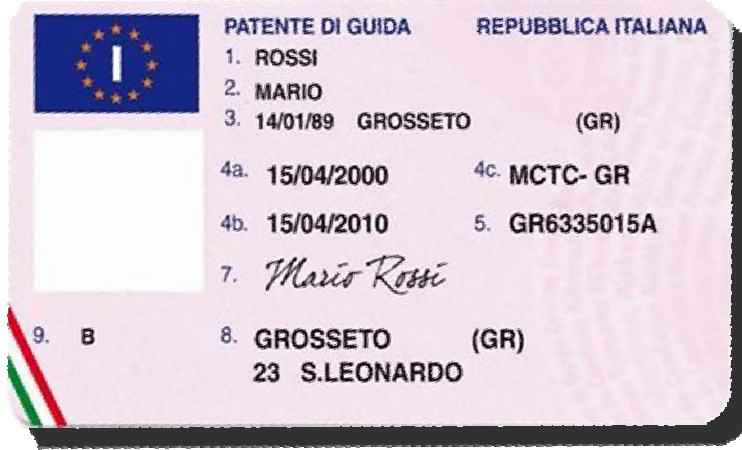 I
PATENTE DI GUIDA REPUBBLICA ITALIANA
1. ROSSI
2. MARIO
3. 14/01/89 GROSSETO (GR)
4a. 15/04/2000 4c. MCTC- GR
4b. 15/04/2010 5. GR6335015A
7. Mario Rossi
9. B 8. GROSSETO (GR)
23 S.LEONARDO